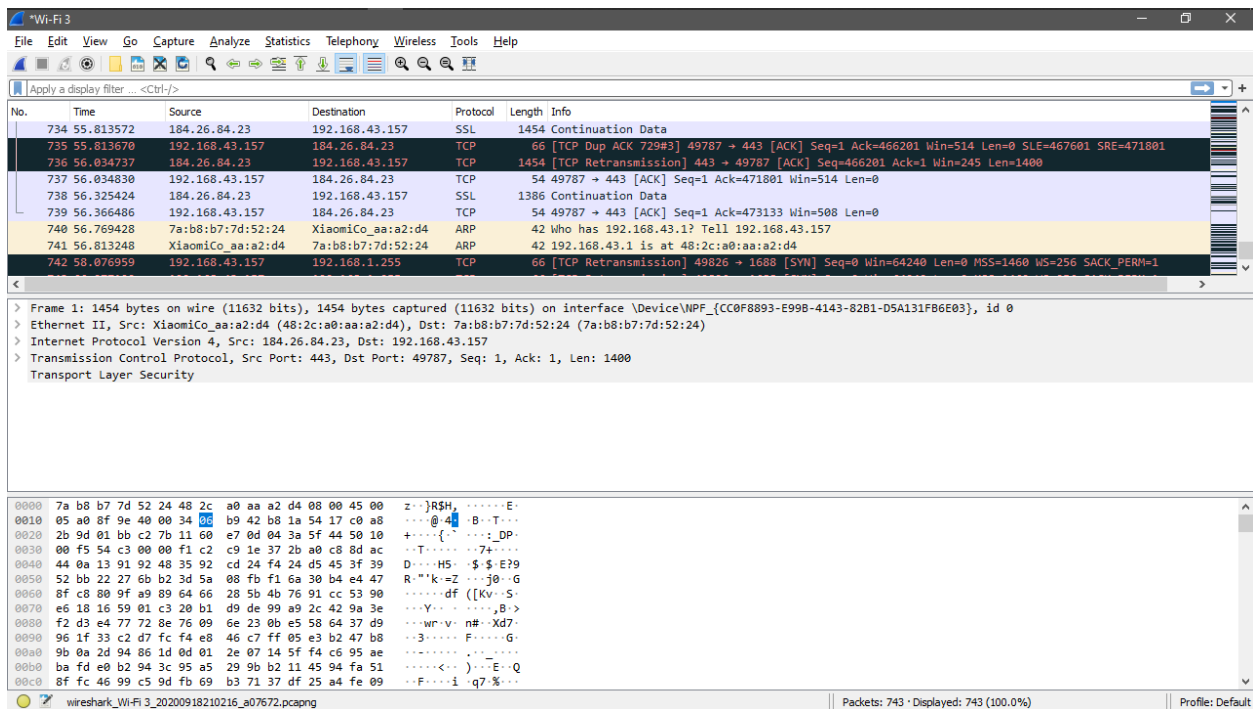 *Wi-Fi 3
File Edit View Go Capture Analyze Statistics Telephony Wireless Tools Help
Apply a display filter ... <Ctrl-/>
No. Time Source Destination Protocol Length Info
734 55.813572 184.26.84.23 192.168.43.157 SSL 1454 Continuation Data
735 55.813670 192.168.43.157 184.26.84.23 TCP 66 [TCP Dup ACK 729#3] 49787 → 443 [ACK] Seq=1 Ack=466201 Win=514 Len=0 SLE=467601 SRE=471801
736 56.034737 184.26.84.23 192.168.43.157 TCP 1454 [TCP Retransmission] 443 → 49787 [ACK] Seq=466201 Ack=1 Win=245 Len=1400
737 56.034830 192.168.43.157 184.26.84.23 TCP 54 49787 → 443 [ACK] Seq=1 Ack=471801 Win=514 Len=0
738 56.325424 184.26.84.23 192.168.43.157 SSL 1386 Continuation Data
739 56.366486 192.168.43.157 184.26.84.23 TCP 54 49787 → 443 [ACK] Seq=1 Ack=473133 Win=508 Len=0
740 56.769428 7a:b8:b7:7d:52:24 XiaomiCo_aa:a2:d4 ARP 42 Who has 192.168.43.1? Tell 192.168.43.157
741 56.813248 XiaomiCo_aa:a2:d4 7a:b8:b7:7d:52:24 ARP 42 192.168.43.1 is at 48:2c:a0:aa:a2:d4
742 58.076959 192.168.43.157 192.168.1.255 TCP 66 [TCP Retransmission] 49826 → 1688 [SYN] Seq=0 Win=64240 Len=0 MSS=1460 WS=256 SACK_PERM=1
> Frame 1: 1454 bytes on wire (11632 bits), 1454 bytes captured (11632 bits) on interface \Device\NPF_{CC0F8893-E99B-4143-82B1-D5A131FB6E03}, id 0
> Ethernet II, Src: XiaomiCo_aa:a2:d4 (48:2c:a0:aa:a2:d4), Dst: 7a:b8:b7:7d:52:24 (7a:b8:b7:7d:52:24)
> Internet Protocol Version 4, Src: 184.26.84.23, Dst: 192.168.43.157
> Transmission Control Protocol, Src Port: 443, Dst Port: 49787, Seq: 1, Ack: 1, Len: 1400
Transport Layer Security
0000 7a b8 b7 7d 52 24 48 2c a0 aa a2 d4 08 00 45 00 z··}R$H, ······E·
0010 05 a0 8f 9e 40 00 34 06 b9 42 b8 1a 54 17 c0 a8 ····@·4· ·B··T···
0020 2b 9d 01 bb c2 7b 11 60 e7 0d 04 3a 5f 44 50 10 +····{·` ···:_DP·
0030 00 f5 54 c3 00 00 f1 c2 c9 1e 37 2b a0 c8 8d ac ··T····· ··7+····
0040 44 0a 13 91 92 48 35 92 cd 24 f4 24 d5 45 3f 39 D····H5· ·$·$·E?9
0050 52 bb 22 27 6b b2 3d 5a 08 fb f1 6a 30 b4 e4 47 R·"'k·=Z ···j0··G
0060 8f c8 80 9f a9 89 64 66 28 5b 4b 76 91 cc 53 90 ······df ([Kv··S·
0070 e6 18 16 59 01 c3 20 b1 d9 de 99 a9 2c 42 9a 3e ···Y·· · ····,B·>
0080 f2 d3 e4 77 72 8e 76 09 6e 23 0b e5 58 64 37 d9 ···wr·v· n#··Xd7·
0090 96 1f 33 c2 d7 fc f4 e8 46 c7 ff 05 e3 b2 47 b8 ··3····· F·····G·
00a0 9b 0a 2d 94 86 1d 0d 01 2e 07 14 5f f4 c6 95 ae ··-····· .··_····
00b0 ba fd e0 b2 94 3c 95 a5 29 9b b2 11 45 94 fa 51 ·····<·· )···E··Q
00c0 8f fc 46 99 c5 9d fb 69 b3 71 37 df 25 a4 fe 09 ··F····i ·q7·%···
wireshark_Wi-Fi 3_20200918210216_a07672.pcapng Packets: 743 · Displayed: 743 (100.0%) Profile: Default